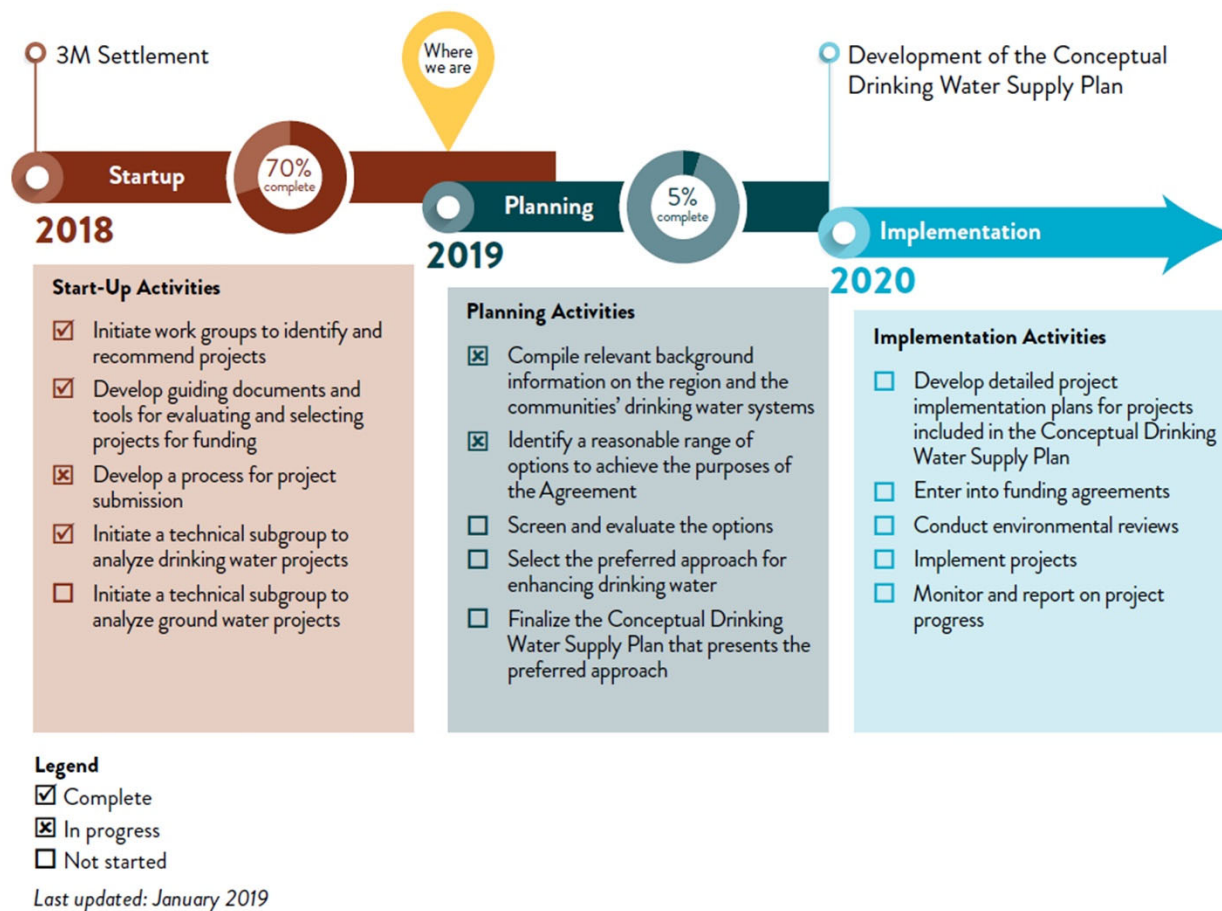 3M Settlement
Where
we are
Development of the Conceptual
Drinking Water Supply Plan
Startup
70%
complete
2018
Planning
5%
complete
2019
Implementation
2020
Start-Up Activities
Initiate work groups to identify and
recommend projects
Develop guiding documents and
tools for evaluating and selecting
projects for funding
Develop a process for project
submission
Initiate a technical subgroup to
analyze drinking water projects
Initiate a technical subgroup to
analyze ground water projects
Planning Activities
Compile relevant background
information on the region and the
communities’ drinking water systems
Identify a reasonable range of
options to achieve the purposes of
the Agreement
Screen and evaluate the options
Select the preferred approach for
enhancing drinking water
Finalize the Conceptual Drinking
Water Supply Plan that presents the
preferred approach
Implementation Activities
Develop detailed project
implementation plans for projects
included in the Conceptual Drinking
Water Supply Plan
Enter into funding agreements
Conduct environmental reviews
Implement projects
Monitor and report on project
progress
Legend
Complete
In progress
Not started
Last updated: January 2019